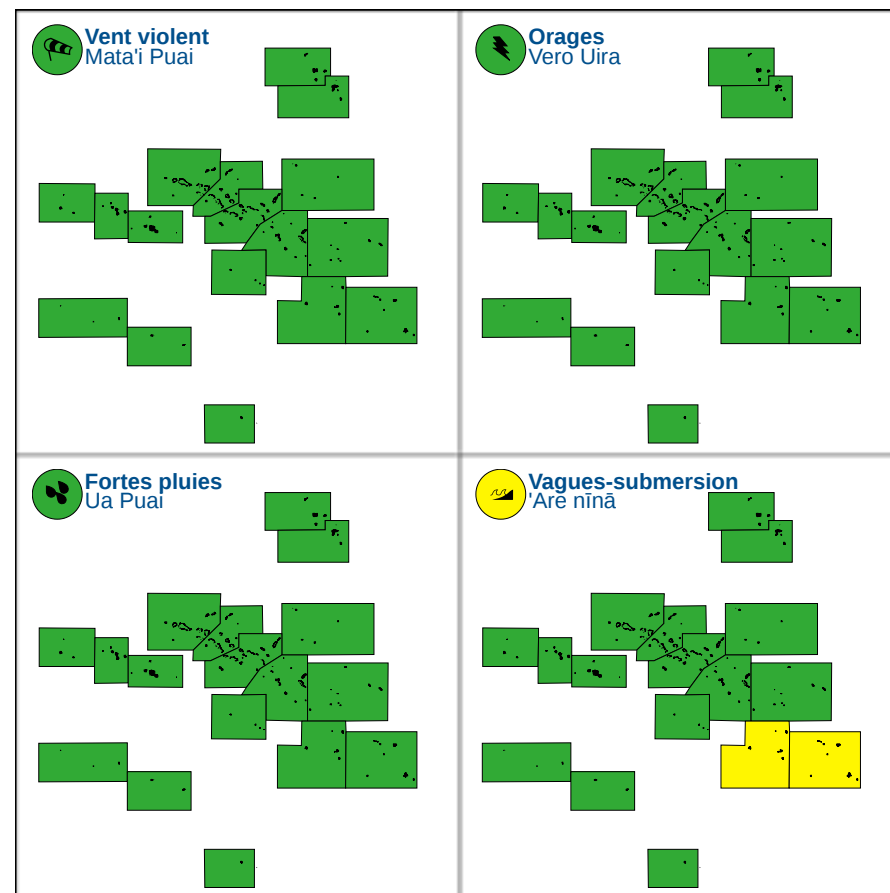 Vent violent
Mata'i Puai
Orages
Vero Uira
Fortes pluies
Ua Puai
Vagues-submersion
'Are nīnā